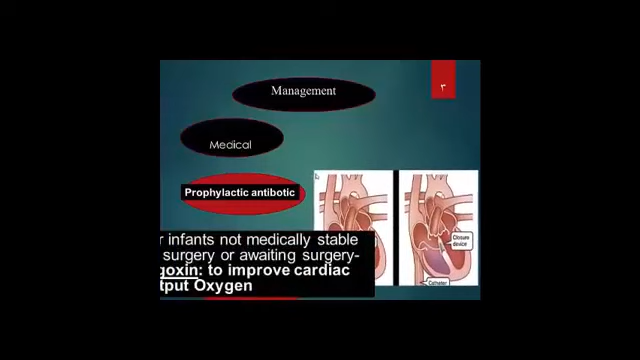 Management
٣
Medical
Prophylactic antibotic
r infants not medically stable
surgery or awaiting surgery-
goxin: to improve cardiac
tput Oxygen
Closure
device
Catheter